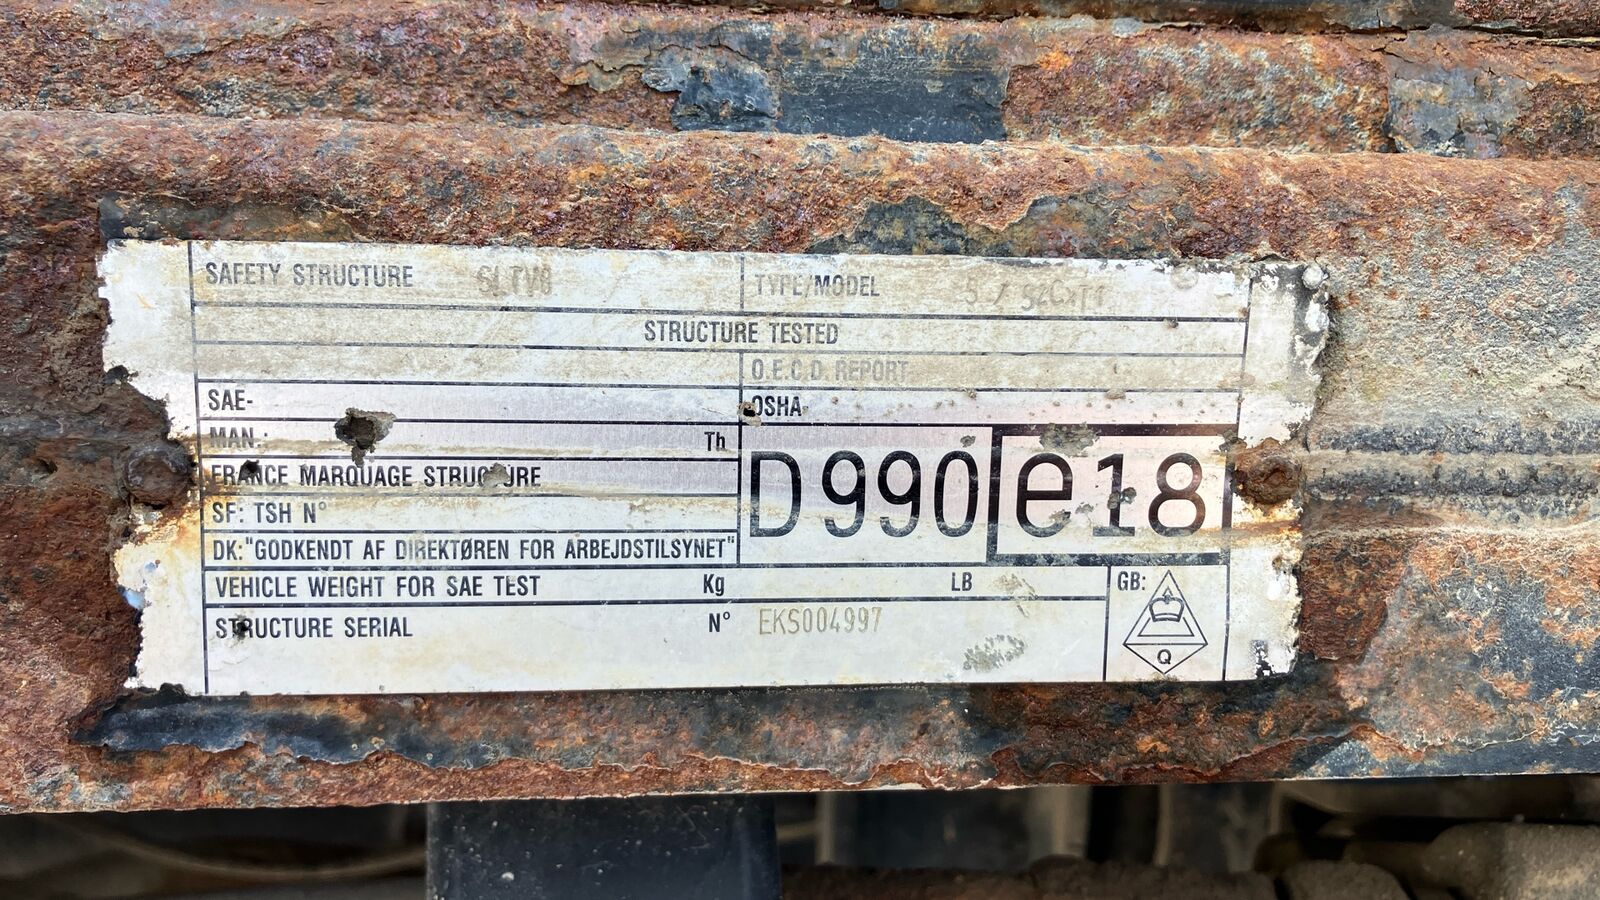 SAFETY STRUCTURE TYPE/MODEL
STRUCTURE TESTED
O.E.C.D. REPORT
SAE- OSHA
MAN.: Th
FRANCE MARQUAGE STRUCTURE
D990 e18
SF: TSH N°
DK:"GODKENDT AF DIREKTØREN FOR ARBEJDSTILSYNET"
VEHICLE WEIGHT FOR SAE TEST Kg LB GB:
STRUCTURE SERIAL N° EKS004997
Q